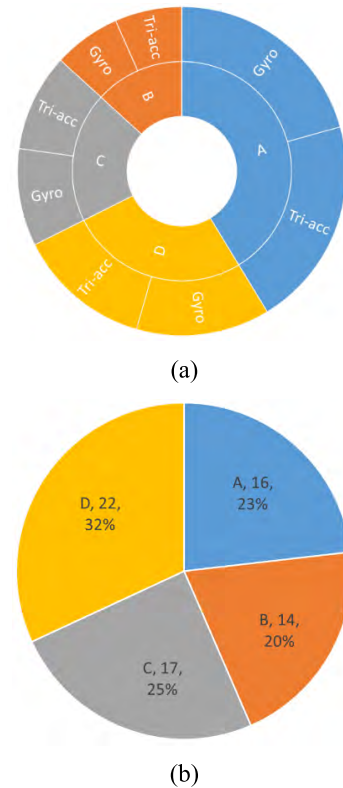 Gyro
Tri-acc
A
Gyro
Tri-acc
D
Gyro
Tri-acc
C
Gyro
Tri-acc
B
(a)
A, 16,
23%
B, 14,
20%
C, 17,
25%
D, 22,
32%
(b)